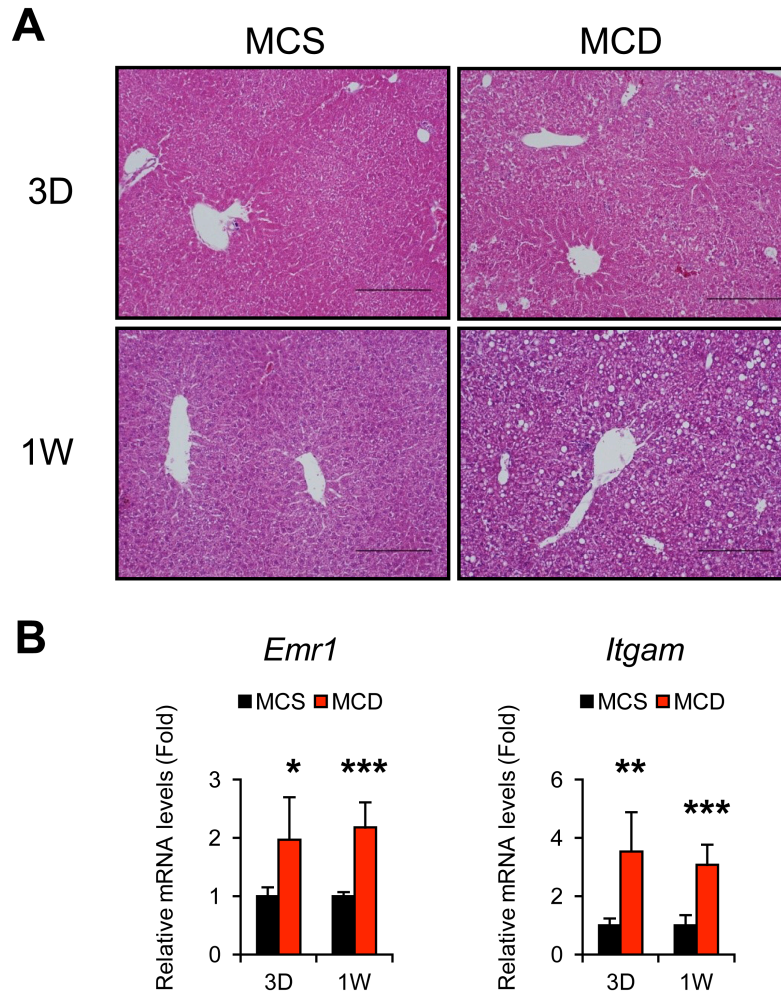 A
MCS MCD
3D
1W
B
Emr1 Itgam
MCS MCD MCS MCD
Relative mRNA levels (Fold)
3
2
1
0
* ***
3D 1W
Relative mRNA levels (Fold)
6
4
2
0
** ***
3D 1W